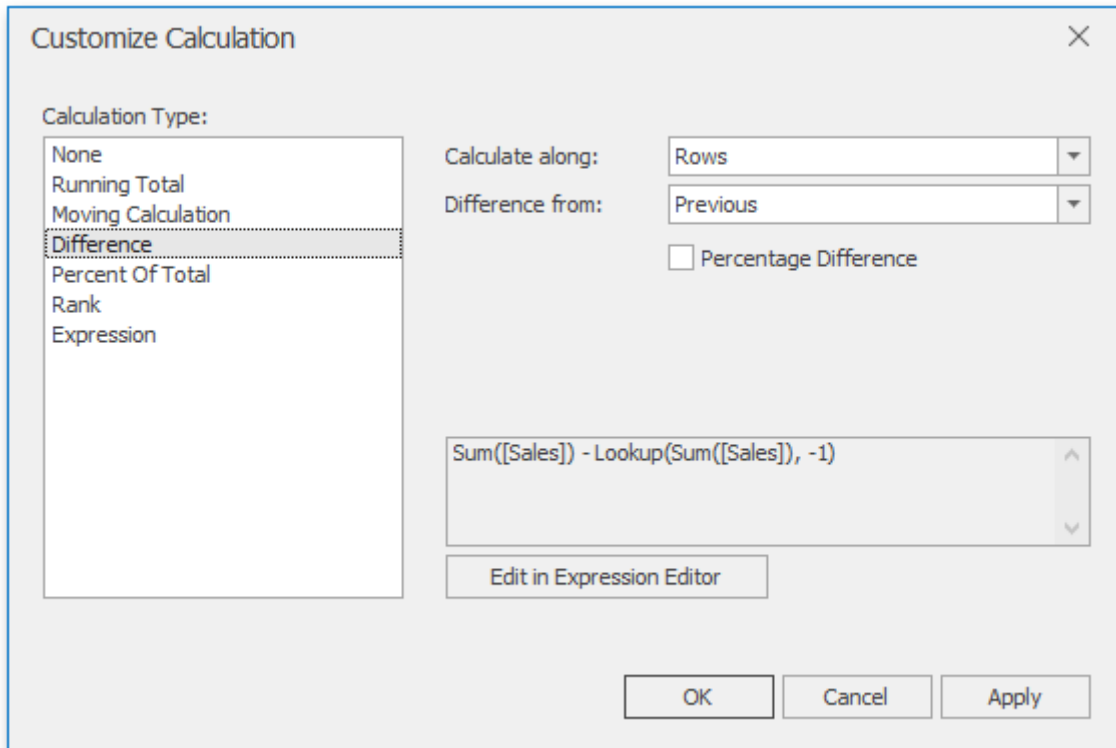 Customize Calculation
Calculation Type:
None
Running Total
Moving Calculation
Difference
Percent Of Total
Rank
Expression
Calculate along:
Rows
Difference from:
Previous
Percentage Difference
Sum([Sales]) - Lookup(Sum([Sales]), -1)
Edit in Expression Editor
OK
Cancel
Apply